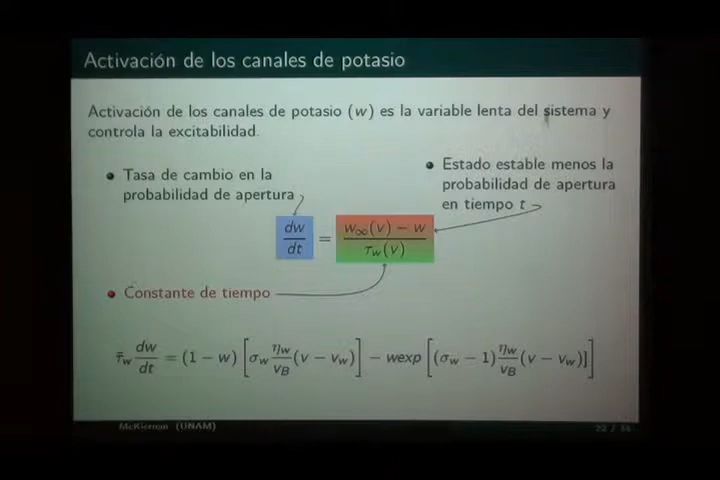 Activación de los canales de potasio
Activación de los canales de potasio (w) es la variable lenta del sistema y
controla la excitabilidad.
• Tasa de cambio en la
probabilidad de apertura
• Estado estable menos la
probabilidad de apertura
en tiempo t
dw/dt = (w∞(v) − w)/τw(v)
• Constante de tiempo
τ̄w dw/dt = (1 − w) [σw ηw/vB (v − vw)] − wexp [(σw − 1) ηw/vB (v − vw)]]
McKiernan (UNAM)